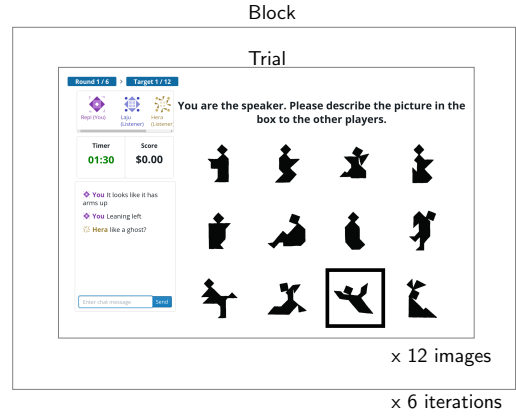 Block
Trial
Round 1 / 6 › Target 1 / 12
Repi (You)
Laju
(Listener)
Hera
(Listener
You are the speaker. Please describe the picture in the
box to the other players.
Timer
01:30
Score
$0.00
You It looks like it has
arms up
You Leaning left
Hera like a ghost?
Enter chat message
Send
x 12 images
x 6 iterations